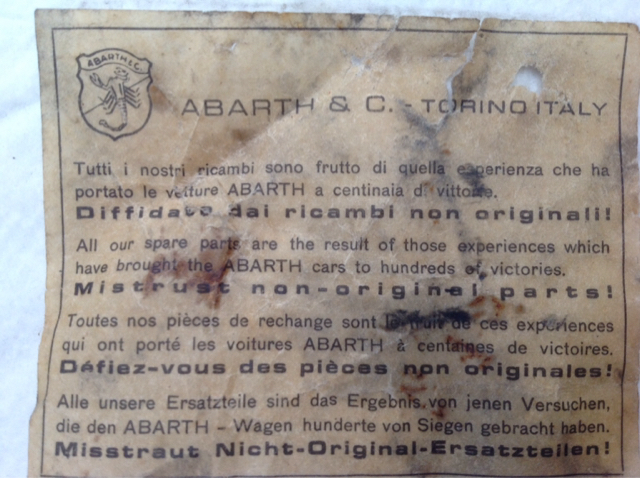 ABARTH & C.
ABARTH & C. - TORINO ITALY
Tutti i nostri ricambi sono frutto di quella esperienza che ha
portato le vetture ABARTH a centinaia di vittorie.
Diffidate dai ricambi non originali!
All our spare parts are the result of those experiences which
have brought the ABARTH cars to hundreds of victories.
Mistrust non-original parts!
Toutes nos pièces de rechange sont le fruit de ces expériences
qui ont porté les voitures ABARTH à centaines de victoires.
Défiez-vous des pièces non originales!
Alle unsere Ersatzteile sind das Ergebnis von jenen Versuchen,
die den ABARTH - Wagen hunderte von Siegen gebracht haben.
Misstraut Nicht-Original-Ersatzteilen!